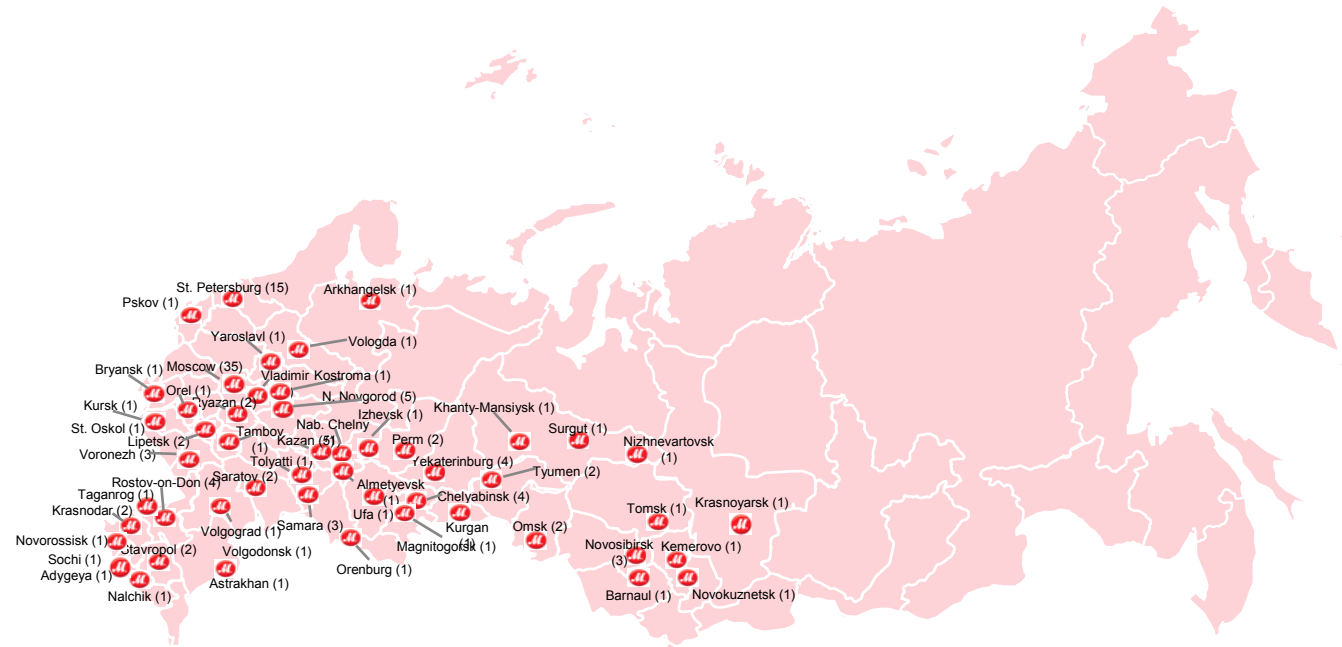 St. Petersburg (15)
Arkhangelsk (1)
Pskov (1)
Yaroslavl (1)
Vologda (1)
Moscow (35)
Bryansk (1)
Vladimir
Kostroma (1)
Orel (1)
Ryazan (2)
N. Novgorod (5)
Kursk (1)
Izhevsk (1)
Khanty-Mansiysk (1)
St. Oskol (1)
Nab. Chelny
Surgut (1)
Tambov
(1)
Lipetsk (2)
Kazan (5)
Perm (2)
Nizhnevartovsk
(1)
Voronezh (3)
Tolyatti (1)
Yekaterinburg (4)
Tyumen (2)
Saratov (2)
Rostov-on-Don (4)
Almetyevsk
(1)
Taganrog (1)
Chelyabinsk (4)
Krasnodar (2)
Ufa (1)
Krasnoyarsk (1)
Tomsk (1)
Samara (3)
Volgograd (1)
Kurgan
(1)
Omsk (2)
Novorossisk (1)
Magnitogorsk (1)
Stavropol (2)
Volgodonsk (1)
Novosibirsk
(3)
Kemerovo (1)
Sochi (1)
Orenburg (1)
Adygeya (1)
Astrakhan (1)
Nalchik (1)
Barnaul (1)
Novokuznetsk (1)